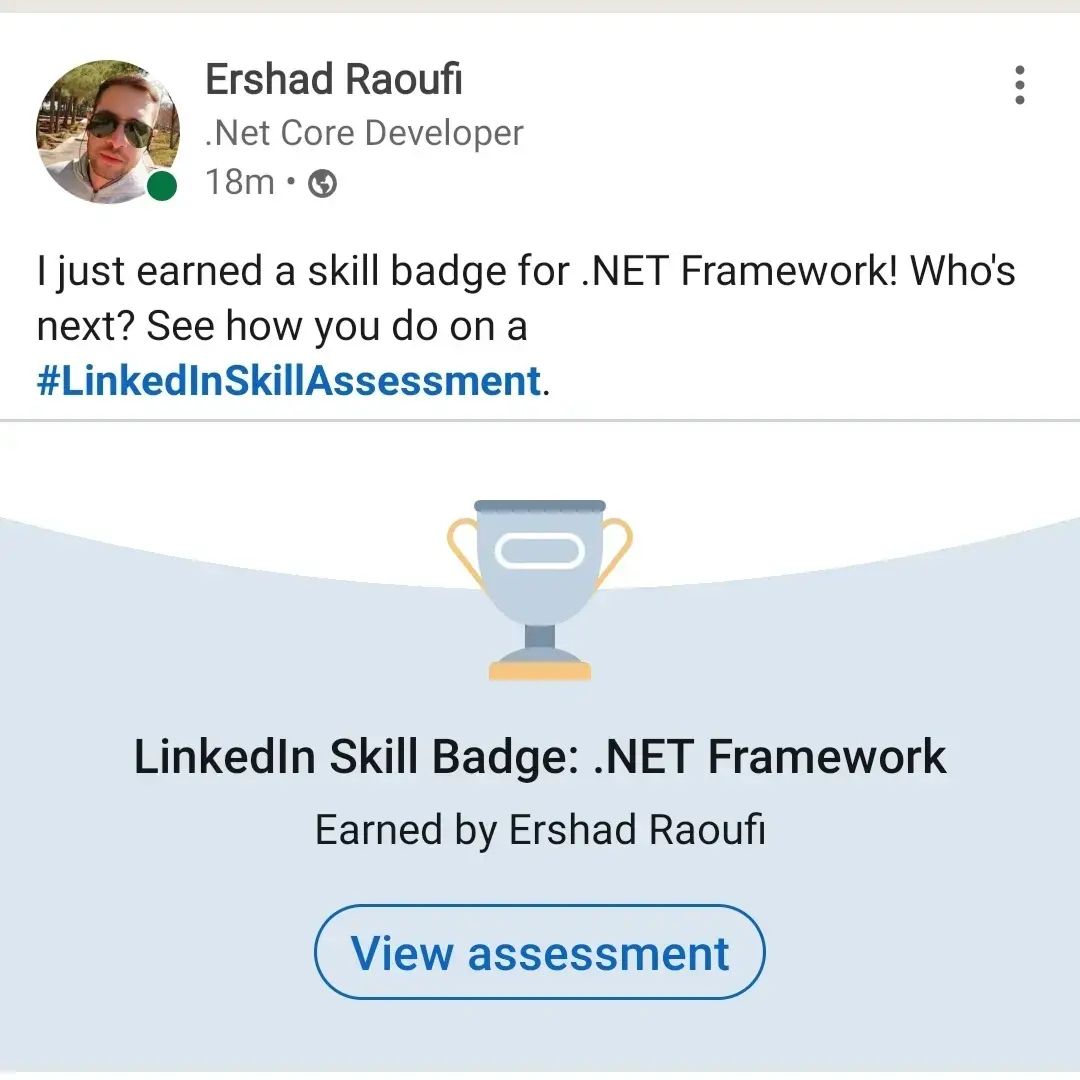 Ershad Raoufi
.Net Core Developer
18m •
I just earned a skill badge for .NET Framework! Who's
next? See how you do on a
#LinkedInSkillAssessment.
LinkedIn Skill Badge: .NET Framework
Earned by Ershad Raoufi
View assessment